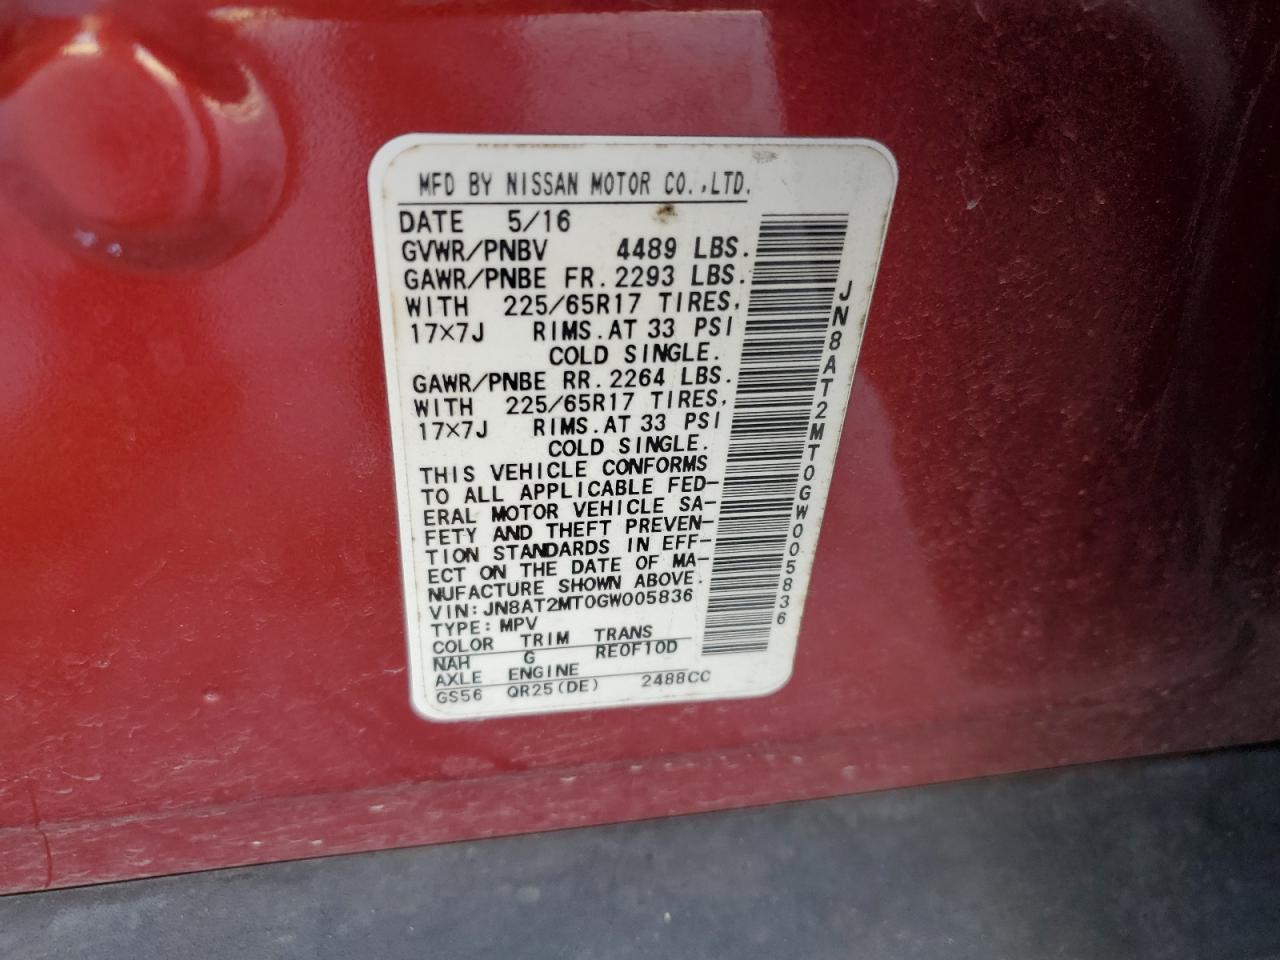 MFD BY NISSAN MOTOR CO.,LTD.
DATE 5/16
GVWR/PNBV 4489 LBS.
GAWR/PNBE FR.2293 LBS.
WITH 225/65R17 TIRES,
17×7J RIMS.AT 33 PSI
COLD SINGLE.
GAWR/PNBE RR.2264 LBS.
WITH 225/65R17 TIRES,
17×7J RIMS.AT 33 PSI
COLD SINGLE.
THIS VEHICLE CONFORMS
TO ALL APPLICABLE FED-
ERAL MOTOR VEHICLE SA-
FETY AND THEFT PREVEN-
TION STANDARDS IN EFF-
ECT ON THE DATE OF MA-
NUFACTURE SHOWN ABOVE.
VIN:JN8AT2MT0GW005836
TYPE:MPV
COLOR TRIM TRANS
NAH G RE0F10D
AXLE ENGINE
GS56 QR25(DE) 2488CC
JN8AT2MT0GW005836